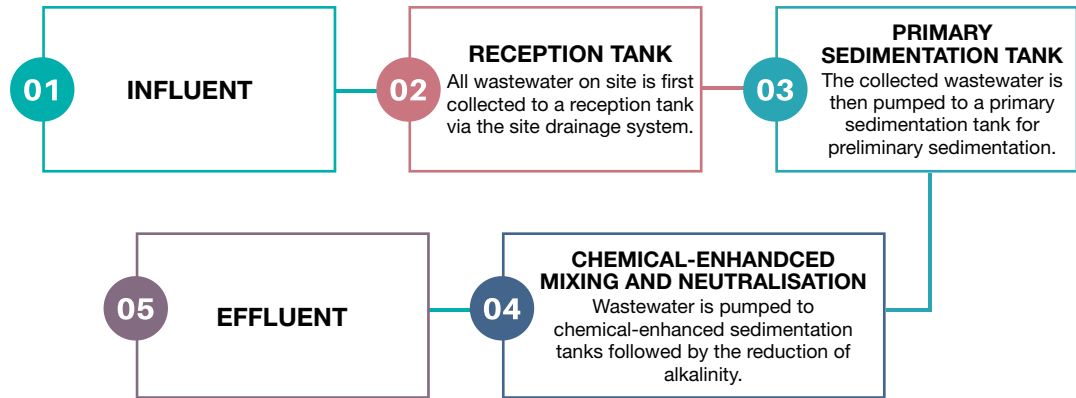 01
INFLUENT
02
RECEPTION TANK
All wastewater on site is first
collected to a reception tank
via the site drainage system.
03
PRIMARY
SEDIMENTATION TANK
The collected wastewater is
then pumped to a primary
sedimentation tank for
preliminary sedimentation.
04
CHEMICAL-ENHANDCED
MIXING AND NEUTRALISATION
Wastewater is pumped to
chemical-enhanced sedimentation
tanks followed by the reduction of
alkalinity.
05
EFFLUENT